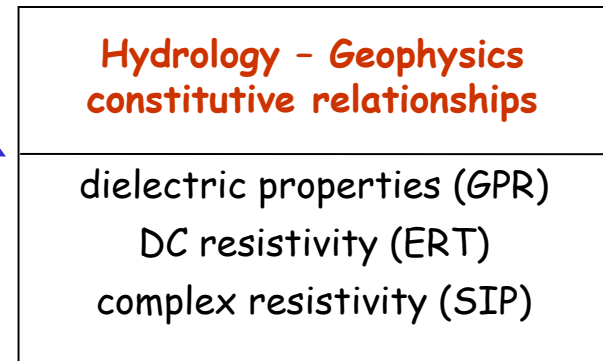 Hydrology – Geophysics
constitutive relationships
dielectric properties (GPR)
DC resistivity (ERT)
complex resistivity (SIP)